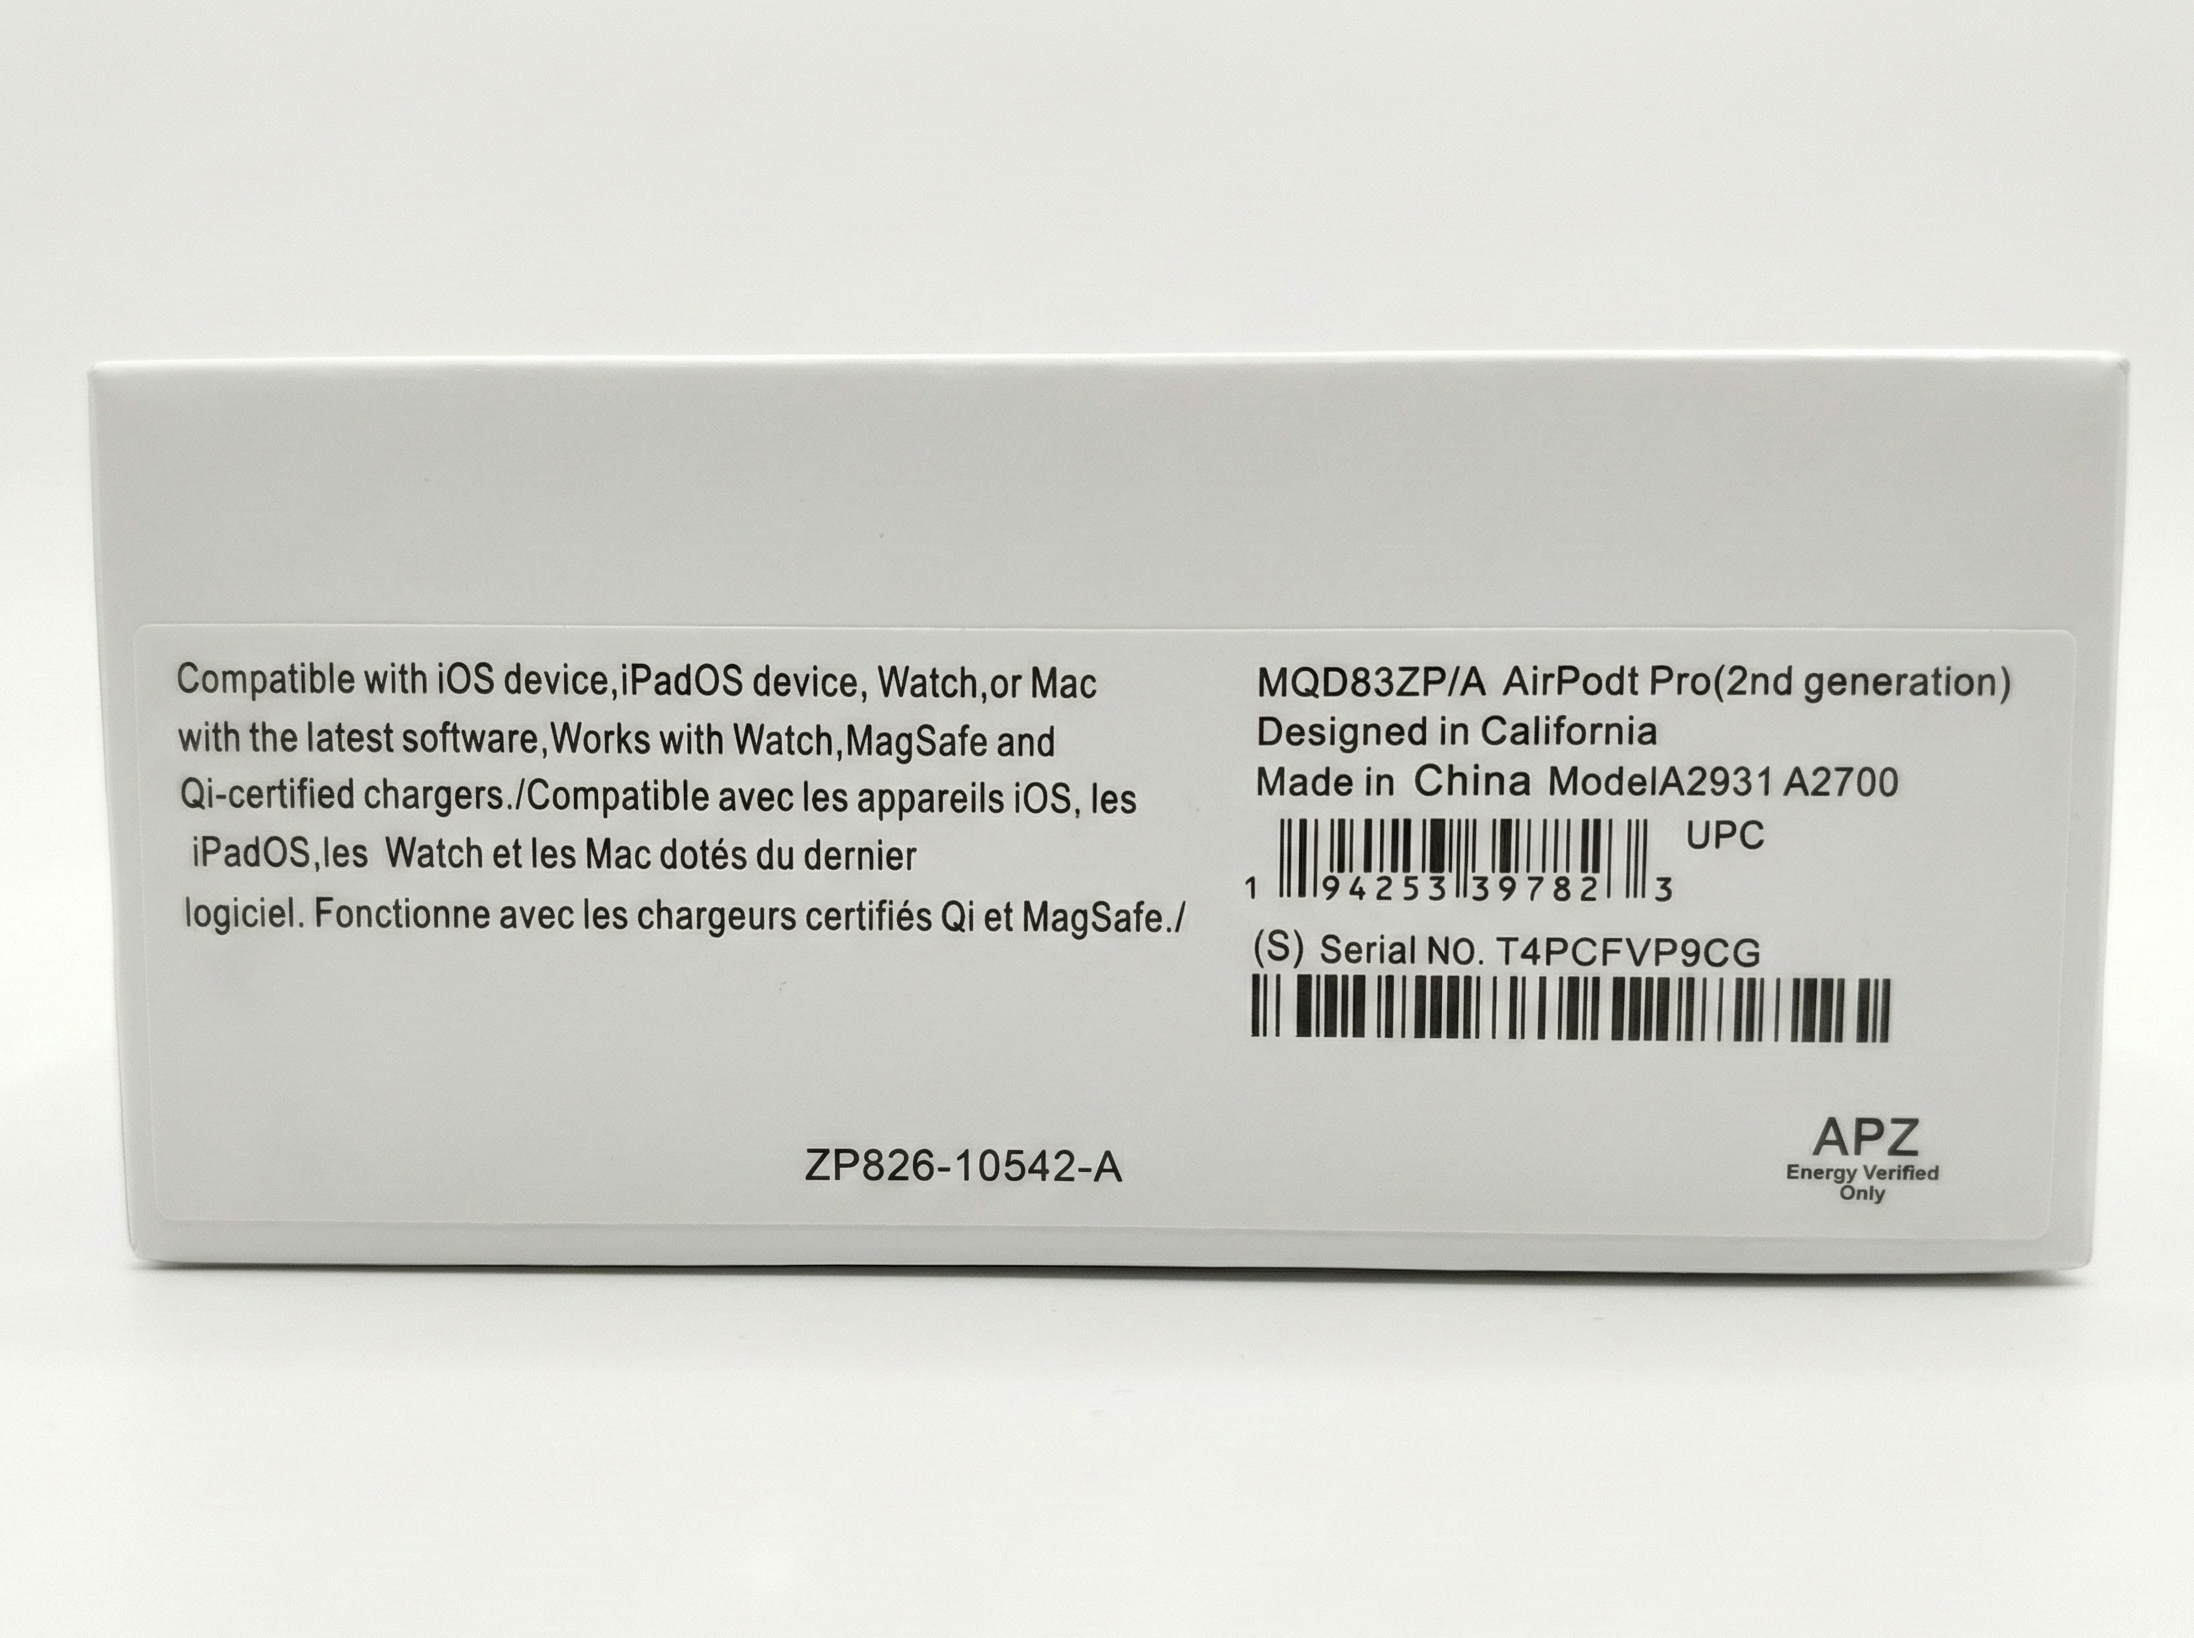 Compatible with iOS device,iPadOS device, Watch,or Mac
with the latest software,Works with Watch,MagSafe and
Qi-certified chargers./Compatible avec les appareils iOS, les
iPadOS,les Watch et les Mac dotés du dernier
logiciel. Fonctionne avec les chargeurs certifiés Qi et MagSafe./
ZP826-10542-A
MQD83ZP/A AirPodt Pro(2nd generation)
Designed in California
Made in China ModelA2931 A2700
UPC
1 94253 39782 3
(S) Serial NO. T4PCFVP9CG
APZ
Energy Verified
Only